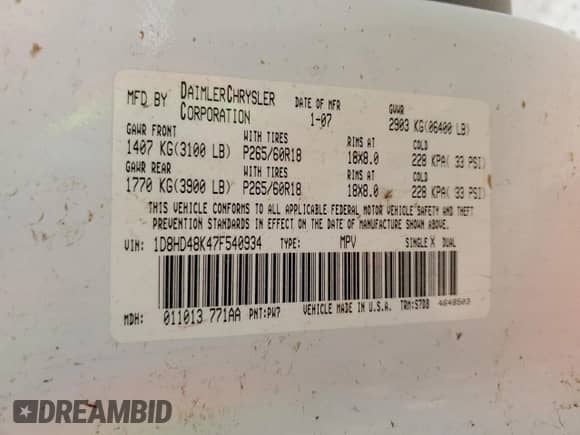 MFD BY DAIMLERCHRYSLER CORPORATION DATE OF MFR 1-07 GVWR 2903 KG(06400 LB)
GAWR FRONT WITH TIRES RIMS AT COLD
1407 KG(3100 LB) P265/60R18 18X8.0 228 KPA( 33 PSI)
GAWR REAR WITH TIRES RIMS AT COLD
1770 KG(3900 LB) P265/60R18 18X8.0 228 KPA( 33 PSI)
THIS VEHICLE CONFORMS TO ALL APPLICABLE FEDERAL MOTOR VEHICLE SAFETY AND THEFT
PREVENTION STANDARDS IN EFFECT ON THE DATE OF MANUFACTURE SHOWN ABOVE.
VIN: 1D8HD48K47F540934 TYPE: MPV SINGLE X DUAL
MDH: 011013 771AA PNT:PW7 VEHICLE MADE IN U.S.A. TRM:S7D8 4648503
DREAMBID